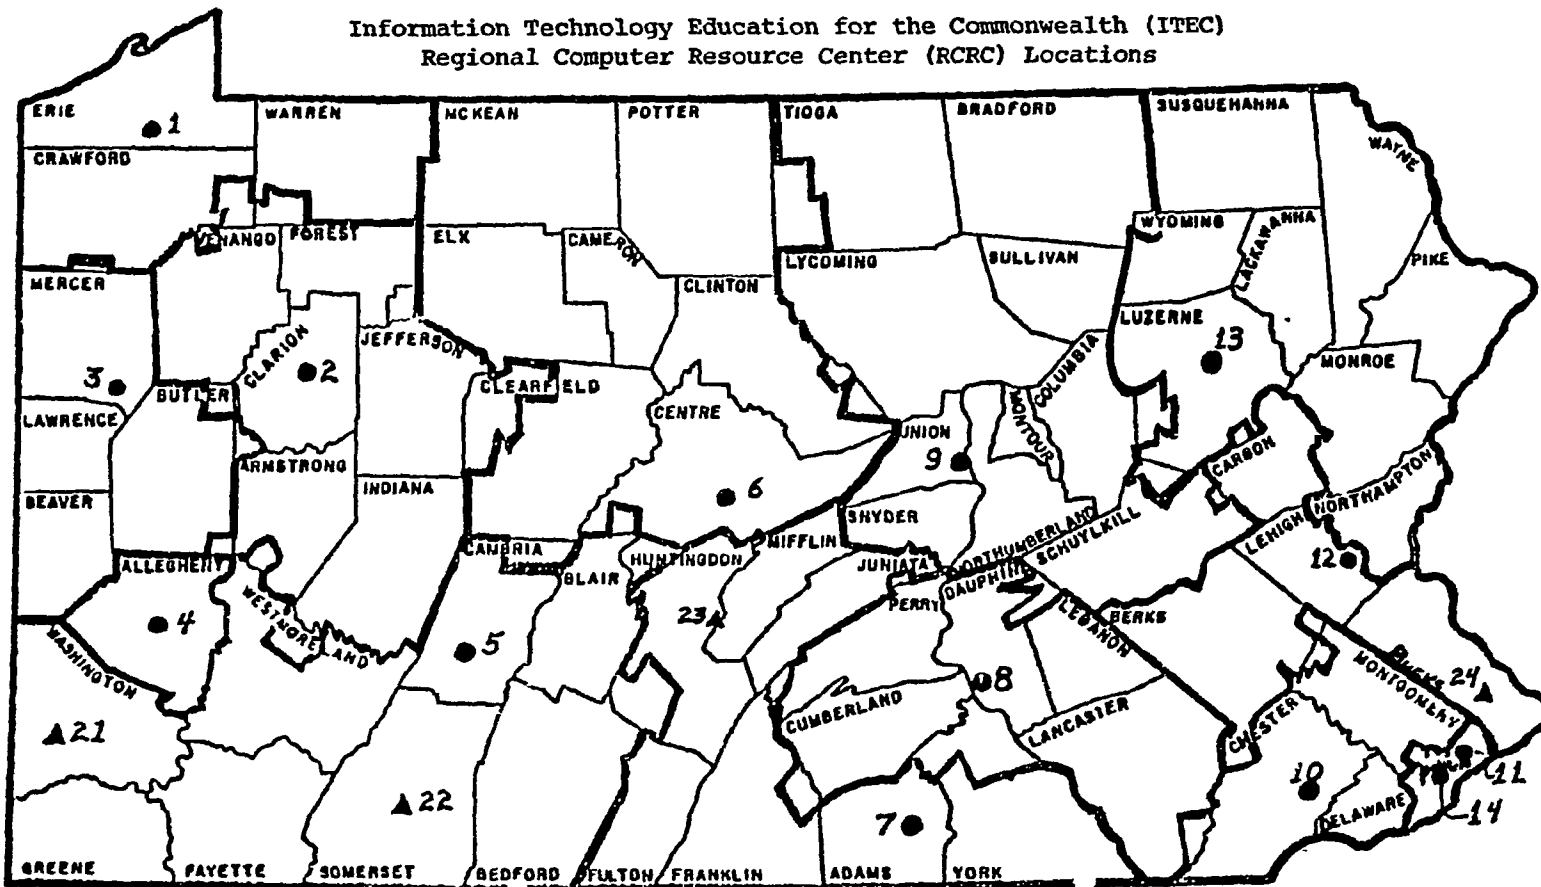 Information Technology Education for the Commonwealth (ITEC)
Regional Computer Resource Center (RCRC) Locations
ERIE
1
WARREN
MCKEAN
POTTER
TIOGA
BRADFORD
SUSQUEHANNA
WAYNE
CRAWFORD
VENANGO
FOREST
ELK
CAMERON
LYCOMING
SULLIVAN
WYOMING
LACKAWANNA
PIKE
MERCER
CLINTON
LUZERNE
13
JEFFERSON
CLARION
2
3
BUTLER
CLEARFIELD
CENTRE
COLUMBIA
MONTOUR
MONROE
LAWRENCE
UNION
9
CARBON
ARMSTRONG
INDIANA
6
NORTHAMPTON
BEAVER
SNYDER
NORTHUMBERLAND
SCHUYLKILL
LEHIGH
12
ALLEGHENY
CAMBRIA
BLAIR
HUNTINGDON
MIFFLIN
JUNIATA
PERRY
DAUPHIN
LEBANON
BERKS
WESTMORELAND
4
5
23
WASHINGTON
8
BUCKS
MONTGOMERY
24
21
CUMBERLAND
LANCASTER
CHESTER
22
7
10
11
DELAWARE
14
GREENE
FAYETTE
SOMERSET
BEDFORD
FULTON
FRANKLIN
ADAMS
YORK